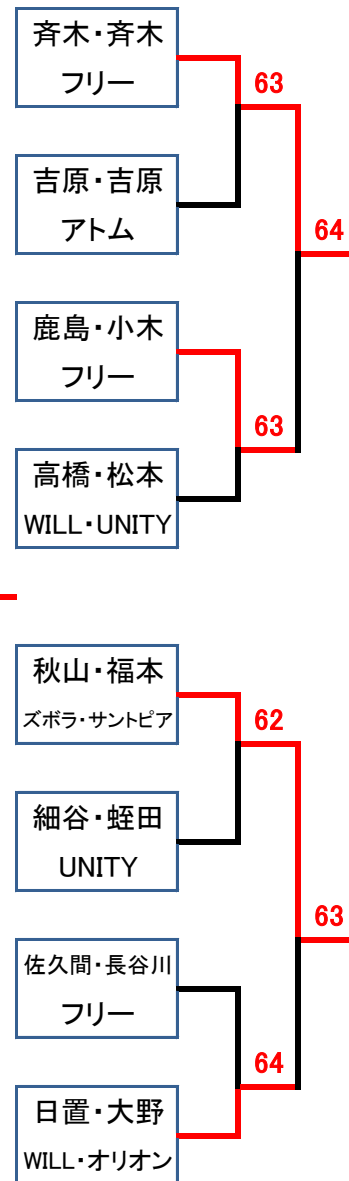 斉木・斉木
フリー
63
吉原・吉原
アトム
64
鹿島・小木
フリー
63
高橋・松本
WILL・UNITY
秋山・福本
ズボラ・サントピア
62
細谷・蛭田
UNITY
63
佐久間・長谷川
フリー
64
日置・大野
WILL・オリオン